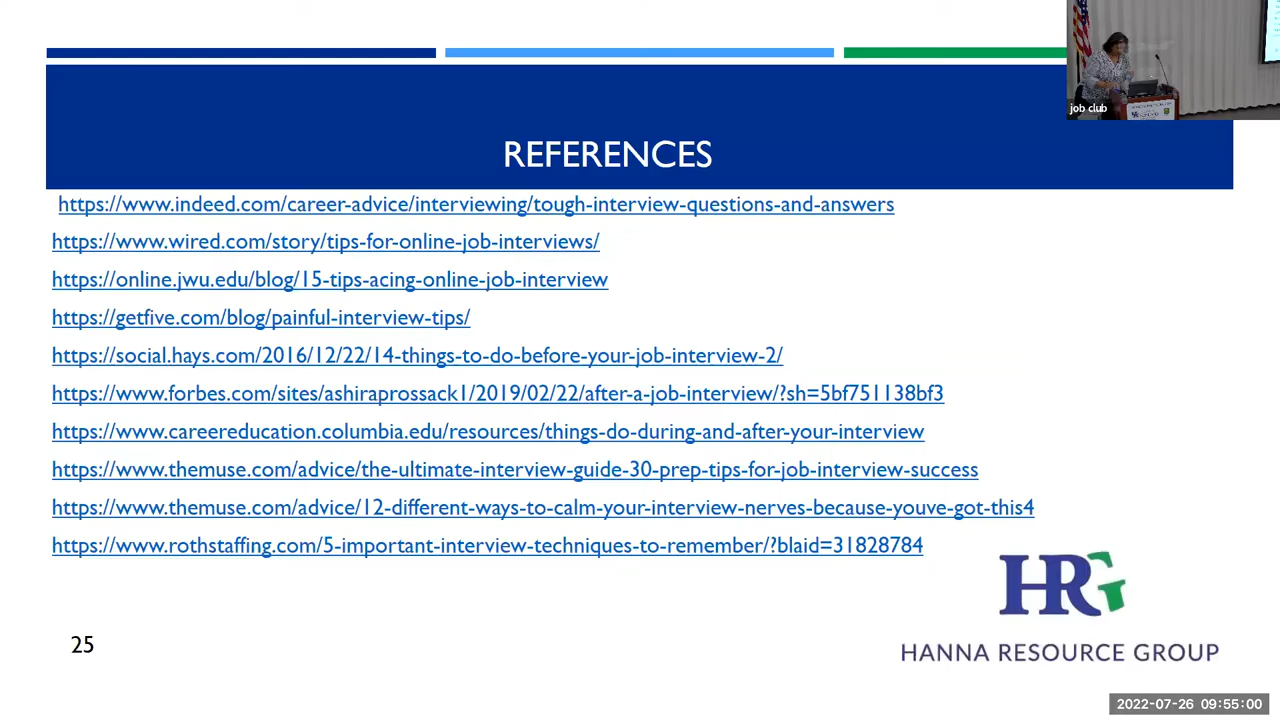 job club
REFERENCES
https://www.indeed.com/career-advice/interviewing/tough-interview-questions-and-answers
https://www.wired.com/story/tips-for-online-job-interviews/
https://online.jwu.edu/blog/15-tips-acing-online-job-interview
https://getfive.com/blog/painful-interview-tips/
https://social.hays.com/2016/12/22/14-things-to-do-before-your-job-interview-2/
https://www.forbes.com/sites/ashiraprossack1/2019/02/22/after-a-job-interview/?sh=5bf751138bf3
https://www.careereducation.columbia.edu/resources/things-do-during-and-after-your-interview
https://www.themuse.com/advice/the-ultimate-interview-guide-30-prep-tips-for-job-interview-success
https://www.themuse.com/advice/12-different-ways-to-calm-your-interview-nerves-because-youve-got-this4
https://www.rothstaffing.com/5-important-interview-techniques-to-remember/?blaid=31828784
HRG
25
HANNA RESOURCE GROUP
2022-07-26 09:55:00